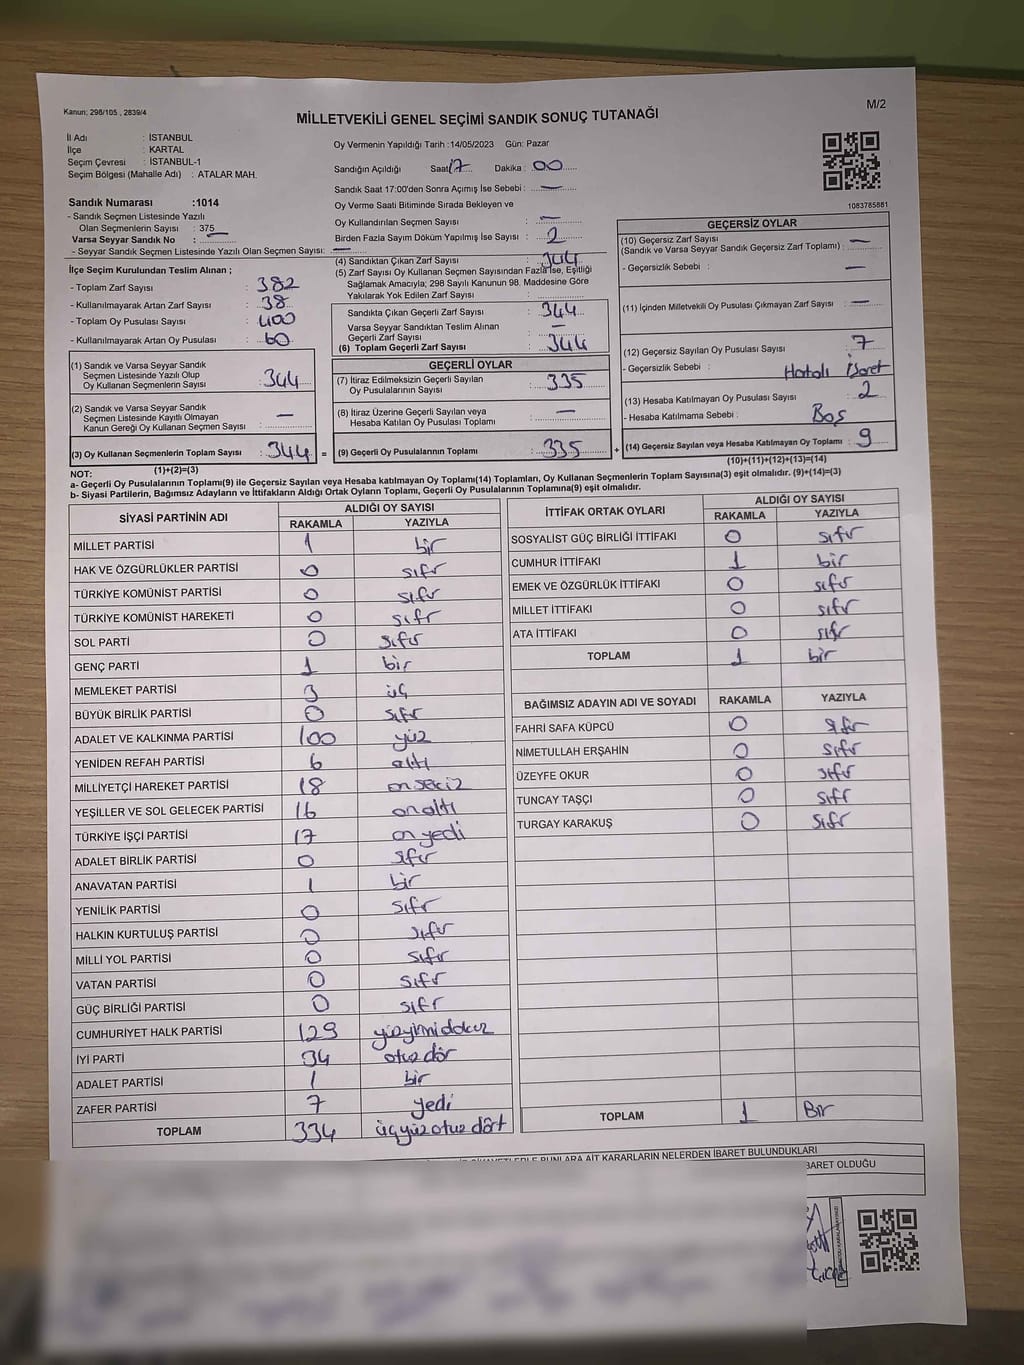 Kanun; 298/105 , 2839/4
M/2
MİLLETVEKİLİ GENEL SEÇİMİ SANDIK SONUÇ TUTANAĞI
İl Adı : İSTANBUL
İlçe : KARTAL
Seçim Çevresi : İSTANBUL-1
Seçim Bölgesi (Mahalle Adı) : ATALAR MAH.
Sandık Numarası :1014
- Sandık Seçmen Listesinde Yazılı
Olan Seçmenlerin Sayısı : 375
Varsa Seyyar Sandık No : —
- Seyyar Sandık Seçmen Listesinde Yazılı Olan Seçmen Sayısı: —
İlçe Seçim Kurulundan Teslim Alınan ;
- Toplam Zarf Sayısı : 382
- Kullanılmayarak Artan Zarf Sayısı : 38
- Toplam Oy Pusulası Sayısı : 400
- Kullanılmayarak Artan Oy Pusulası : 60
(1) Sandık ve Varsa Seyyar Sandık
Seçmen Listesinde Yazılı Olup
Oy Kullanan Seçmenlerin Sayısı : 344
(2) Sandık ve Varsa Seyyar Sandık
Seçmen Listesinde Kayıtlı Olmayan
Kanun Gereği Oy Kullanan Seçmen Sayısı : —
(3) Oy Kullanan Seçmenlerin Toplam Sayısı : 344 =
(1)+(2)=(3)
Oy Vermenin Yapıldığı Tarih :14/05/2023 Gün: Pazar
Sandığın Açıldığı Saat: 17 Dakika : 00
Sandık Saat 17:00'den Sonra Açımış İse Sebebi : —
Oy Verme Saati Bitiminde Sırada Bekleyen ve
Oy Kullandırılan Seçmen Sayısı : —
Birden Fazla Sayım Döküm Yapılmış İse Sayısı : 2
(4) Sandıktan Çıkan Zarf Sayısı : 344
(5) Zarf Sayısı Oy Kullanan Seçmen Sayısından Fazla İse, Eşitliği
Sağlamak Amacıyla; 298 Sayılı Kanunun 98. Maddesine Göre
Yakılarak Yok Edilen Zarf Sayısı :
Sandıkta Çıkan Geçerli Zarf Sayısı : 344
Varsa Seyyar Sandıktan Teslim Alınan
Geçerli Zarf Sayısı : —
(6) Toplam Geçerli Zarf Sayısı : 344
GEÇERLİ OYLAR
(7) İtiraz Edilmeksizin Geçerli Sayılan
Oy Pusulalarının Sayısı : 335
(8) İtiraz Üzerine Geçerli Sayılan veya
Hesaba Katılan Oy Pusulası Toplamı : —
(9) Geçerli Oy Pusulalarının Toplamı : 335 +
1083785881
GEÇERSİZ OYLAR
(10) Geçersiz Zarf Sayısı : —
(Sandık ve Varsa Seyyar Sandık Geçersiz Zarf Toplamı)
- Geçersizlik Sebebi : —
(11) İçinden Milletvekili Oy Pusulası Çıkmayan Zarf Sayısı : —
(12) Geçersiz Sayılan Oy Pusulası Sayısı : 7
- Geçersizlik Sebebi : Hatalı İşaret
(13) Hesaba Katılmayan Oy Pusulası Sayısı : 2
- Hesaba Katılmama Sebebi : Boş
(14) Geçersiz Sayılan veya Hesaba Katılmayan Oy Toplamı : 9
(10)+(11)+(12)+(13)=(14)
NOT:
a- Geçerli Oy Pusulalarının Toplamı(9) ile Geçersiz Sayılan veya Hesaba katılmayan Oy Toplamı(14) Toplamları, Oy Kullanan Seçmenlerin Toplam Sayısına(3) eşit olmalıdır. (9)+(14)=(3)
b- Siyasi Partilerin, Bağımsız Adayların ve İttifakların Aldığı Ortak Oyların Toplamı, Geçerli Oy Pusulalarının Toplamına(9) eşit olmalıdır.
SİYASİ PARTİNİN ADI ALDIĞI OY SAYISI
RAKAMLA YAZIYLA
MİLLET PARTİSİ 1 bir
HAK VE ÖZGÜRLÜKLER PARTİSİ 0 sıfır
TÜRKİYE KOMÜNİST PARTİSİ 0 sıfır
TÜRKİYE KOMÜNİST HAREKETİ 0 sıfır
SOL PARTİ 0 sıfır
GENÇ PARTİ 1 bir
MEMLEKET PARTİSİ 3 üç
BÜYÜK BİRLİK PARTİSİ 0 sıfır
ADALET VE KALKINMA PARTİSİ 100 yüz
YENİDEN REFAH PARTİSİ 6 altı
MİLLİYETÇİ HAREKET PARTİSİ 18 onsekiz
YEŞİLLER VE SOL GELECEK PARTİSİ 16 onaltı
TÜRKİYE İŞÇİ PARTİSİ 17 onyedi
ADALET BİRLİK PARTİSİ 0 sıfır
ANAVATAN PARTİSİ 1 bir
YENİLİK PARTİSİ 0 sıfır
HALKIN KURTULUŞ PARTİSİ 0 sıfır
MİLLİ YOL PARTİSİ 0 sıfır
VATAN PARTİSİ 0 sıfır
GÜÇ BİRLİĞİ PARTİSİ 0 sıfır
CUMHURİYET HALK PARTİSİ 129 yüzyirmidokuz
İYİ PARTİ 34 otuzdör
ADALET PARTİSİ 1 bir
ZAFER PARTİSİ 7 yedi
TOPLAM 334 üçyüzotuzdört
İTTİFAK ORTAK OYLARI ALDIĞI OY SAYISI
RAKAMLA YAZIYLA
SOSYALİST GÜÇ BİRLİĞİ İTTİFAKI 0 sıfır
CUMHUR İTTİFAKI 1 bir
EMEK VE ÖZGÜRLÜK İTTİFAKI 0 sıfır
MİLLET İTTİFAKI 0 sıfır
ATA İTTİFAKI 0 sıfır
TOPLAM 1 bir
BAĞIMSIZ ADAYIN ADI VE SOYADI RAKAMLA YAZIYLA
FAHRİ SAFA KÜPCÜ 0 sıfır
NİMETULLAH ERŞAHİN 0 sıfır
ÜZEYFE OKUR 0 sıfır
TUNCAY TAŞÇI 0 sıfır
TURGAY KARAKUŞ 0 sıfır
TOPLAM 1 Bir
BUNLARA AİT KARARLARIN NELERDEN İBARET BULUNDUKLARI
BARET OLDUĞU